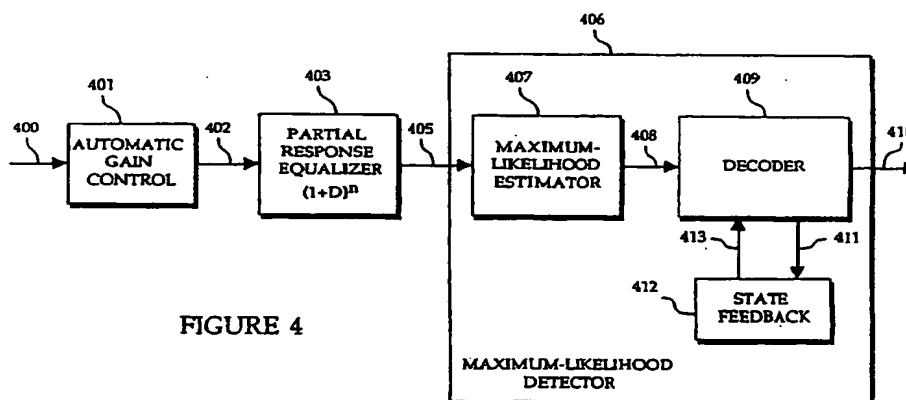 406
407
409
403
401
400
402
405
408
AUTOMATIC
GAIN
CONTROL
PARTIAL
RESPONSE
EQUALIZER
(1+D)ⁿ
MAXIMUM-
LIKELIHOOD
ESTIMATOR
DECODER
413
411
412
STATE
FEEDBACK
FIGURE 4
MAXIMUM-LIKELIHOOD
DETECTOR